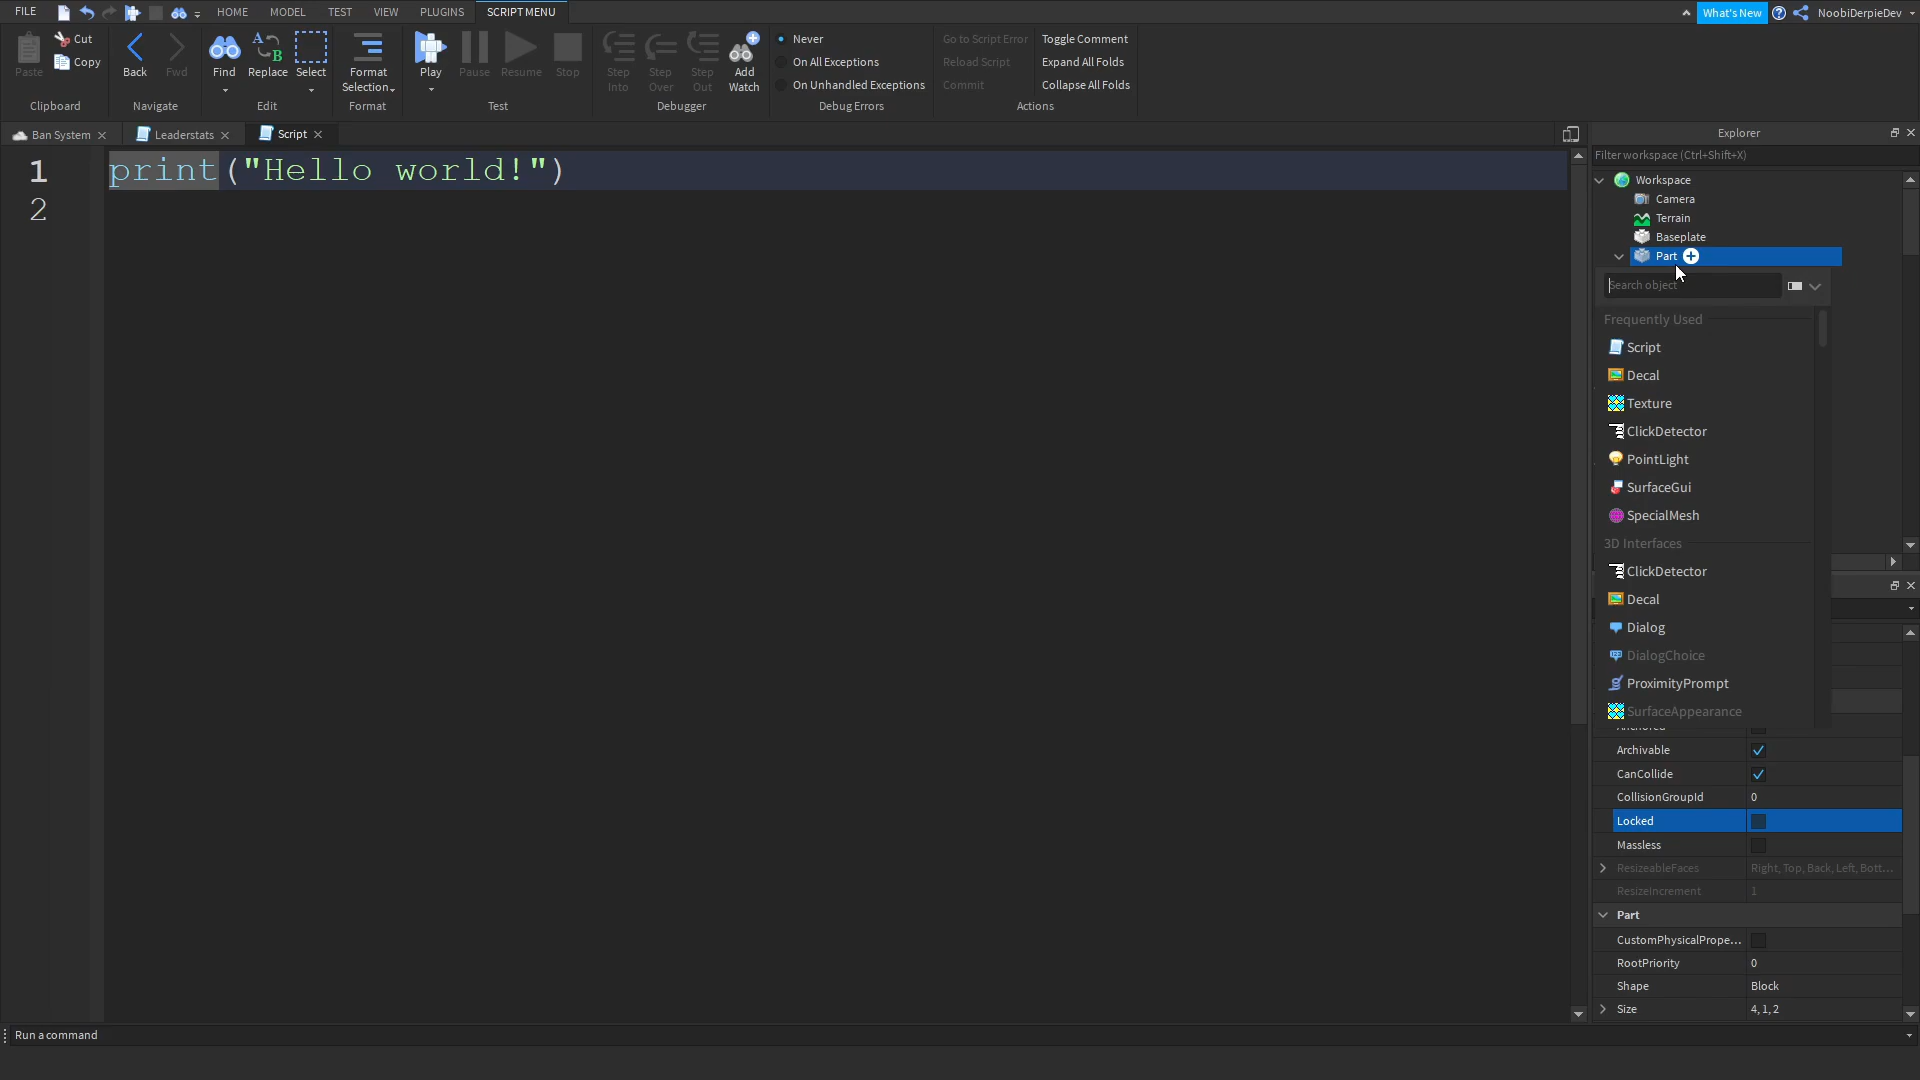 FILE HOME MODEL TEST VIEW PLUGINS SCRIPT MENU What's New NoobiDerpieDev
Paste Cut Copy
Clipboard
Back Fwd
Navigate
Find Replace Select
Edit
Format Selection
Format
Play Pause Resume Stop
Test
Step Into Step Over Step Out Add Watch
Debugger
Never
On All Exceptions
On Unhandled Exceptions
Debug Errors
Go to Script Error Toggle Comment
Reload Script Expand All Folds
Commit Collapse All Folds
Actions
Ban System Leaderstats Script
1 print("Hello world!")
2
Explorer
Filter workspace (Ctrl+Shift+X)
Workspace
Camera
Terrain
Baseplate
Part
Search object
Frequently Used
Script
Decal
Texture
ClickDetector
PointLight
SurfaceGui
SpecialMesh
3D Interfaces
ClickDetector
Decal
Dialog
DialogChoice
ProximityPrompt
SurfaceAppearance
Archivable
CanCollide
CollisionGroupId 0
Locked
Massless
ResizeableFaces Right, Top, Back, Left, Bott...
ResizeIncrement 1
Part
CustomPhysicalPrope...
RootPriority 0
Shape Block
Size 4, 1, 2
Run a command